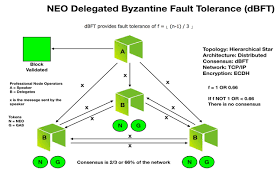 NEO Delegated Byzantine Fault Tolerance (dBFT)
dBFT provides fault tolerance of f = ; (n-1) / 3 ;
A
Block
Validated
Topology: Hierarchical Star
Architecture: Distributed
Consensus: dBFT
Network: TCP/IP
Encryption: ECDH
Professional Node Operators
A = Speaker
B = Delegates
x is the message sent by the
speaker
f = 1 OR 0.66
If f NOT 1 OR = 0.66
There is no consensus
Tokens
N = NEO
G = GAS
x
x
x
x
x
x
x
B
B
B
N
G
N
G
N
G
Consensus is 2/3 or 66% of the network